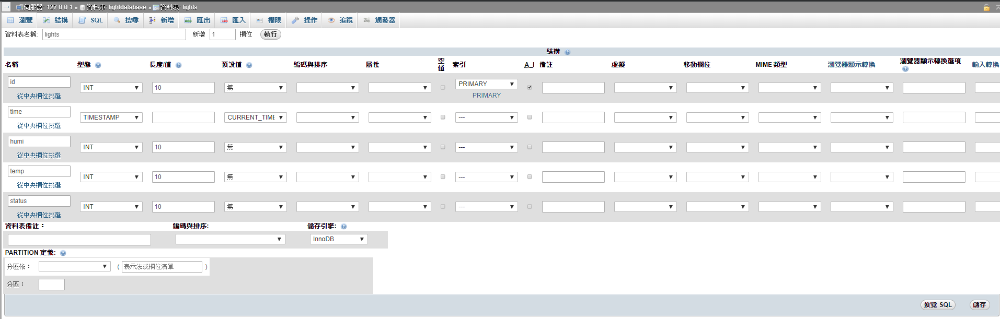 伺服器: 127.0.0.1 » 資料庫: lightdatabase » 資料表: lights
瀏覽 結構 SQL 搜尋 新增 匯出 匯入 權限 操作 追蹤 觸發器
資料表名稱: lights 新增 1 欄位 執行
結構
名稱 型態 長度/值 預設值 編碼與排序 屬性 空值 索引 A_I 備註 虛擬 移動欄位 MIME 類型 瀏覽器顯示轉換 瀏覽器顯示轉換選項 輸入轉換
id INT 10 無 PRIMARY
從中央欄位挑選 PRIMARY
time TIMESTAMP CURRENT_TIME ---
從中央欄位挑選
humi INT 10 無 ---
從中央欄位挑選
temp INT 10 無 ---
從中央欄位挑選
status INT 10 無 ---
從中央欄位挑選
資料表備註： 編碼與排序: 儲存引擎:
InnoDB
PARTITION 定義:
分區依： ( 表示法或欄位清單 )
分區：
預覽 SQL 儲存